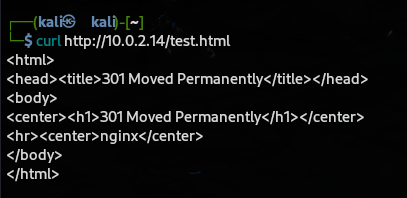 ┌──(kali㉿kali)-[~]
└─$ curl http://10.0.2.14/test.html
<html>
<head><title>301 Moved Permanently</title></head>
<body>
<center><h1>301 Moved Permanently</h1></center>
<hr><center>nginx</center>
</body>
</html>